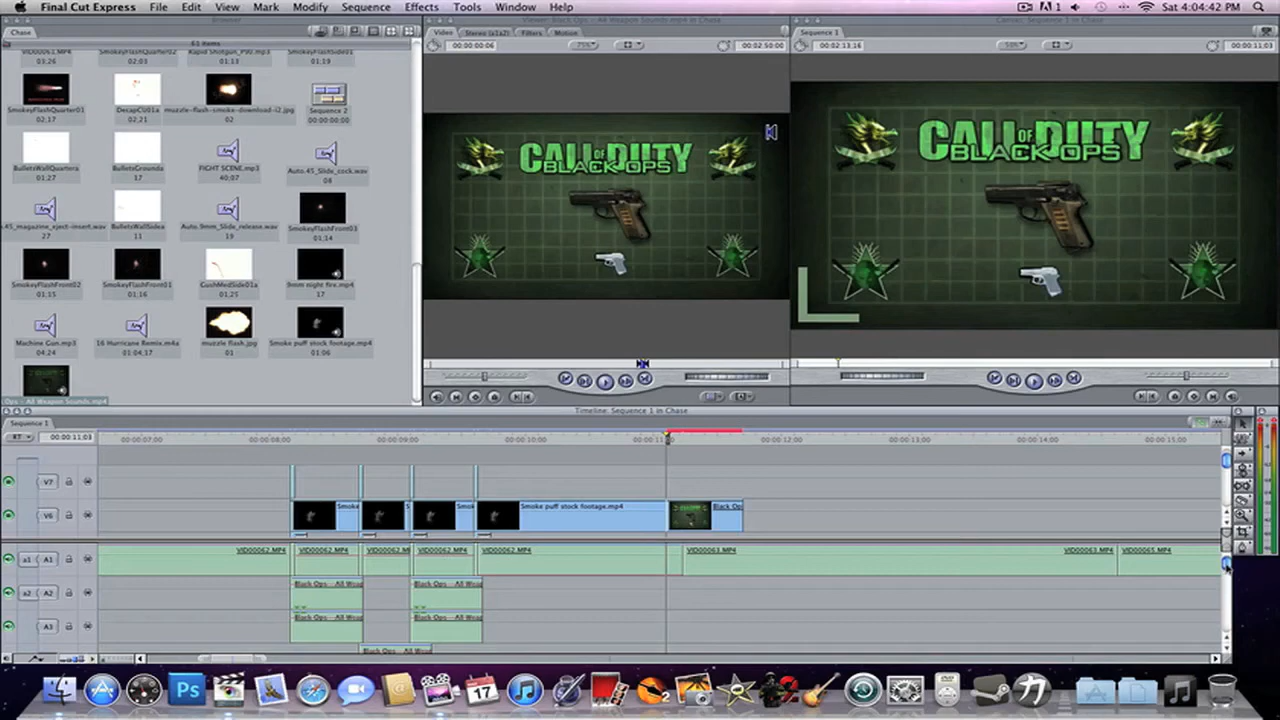 Final Cut Express File Edit View Mark Modify Sequence Effects Tools Window Help
1 Sat 4:04:42 PM
Browser
Viewer: Black Ops - All Weapon Sounds.mp4 in Chase
Canvas: Sequence 1 in Chase
Chase
Video Stereo (a1a2) Filters Motion
Sequence 1
61 items
00:00:00:06
00:02:50:00
00:02:13:16
00:00:11:03
VID00061.MP4
03:26
SmokeyFlashQuarter02
02:03
Rapid Shotgun_P90.mp3
01:13
SmokeyFlashSide01
01:19
SmokeyFlashQuarter01
02:17
DecapCU01a
02:21
muzzle-flash-smoke-download-i2.jpg
02
Sequence 2
00:00:00:00
BulletsWallQuartera
01:27
BulletsGrounda
17
FIGHT SCENE.mp3
40;07
Auto.45_Slide_cock.wav
08
.45_magazine_eject-insert.wav
27
BulletsWallSidea
11
Auto.9mm_Slide_release.wav
19
SmokeyFlashFront03
01:14
SmokeyFlashFront02
01:15
SmokeyFlashFront01
01:16
GushMedSide01a
01:25
9mm night fire.mp4
17
Machine Gun.mp3
04:24
16 Hurricane Remix.m4a
01:04;17
muzzle flash.jpg
01
Smoke puff stock footage.mp4
01:06
Ops - All Weapon Sounds.mp4
CALL OF DUTY
BLACK OPS
CALL OF DUTY
BLACK OPS
Timeline: Sequence 1 in Chase
Sequence 1
RT
00:00:11;03
00:00:07;00 00:00:08;00 00:00:09;00 00:00:10;00 00:00:12;00 00:00:13;00 00:00:14;00 00:00:15;00
V7
V6
Smoke
S
Smok
Smoke puff stock footage.mp4
Black Op
a1 A1
VID00062.MP4 VID00062.MP4 VID00062.M VID00062.MP4 VID00062.MP4 VID00063.MP4 VID00063.MP4 VID00065.MP4
a2 A2
Black Ops - All Weap
Black Ops - All Weap
A3
Black Ops - All Weap
Black Ops - All Weap
Black Ops - All Weap
Ps
17